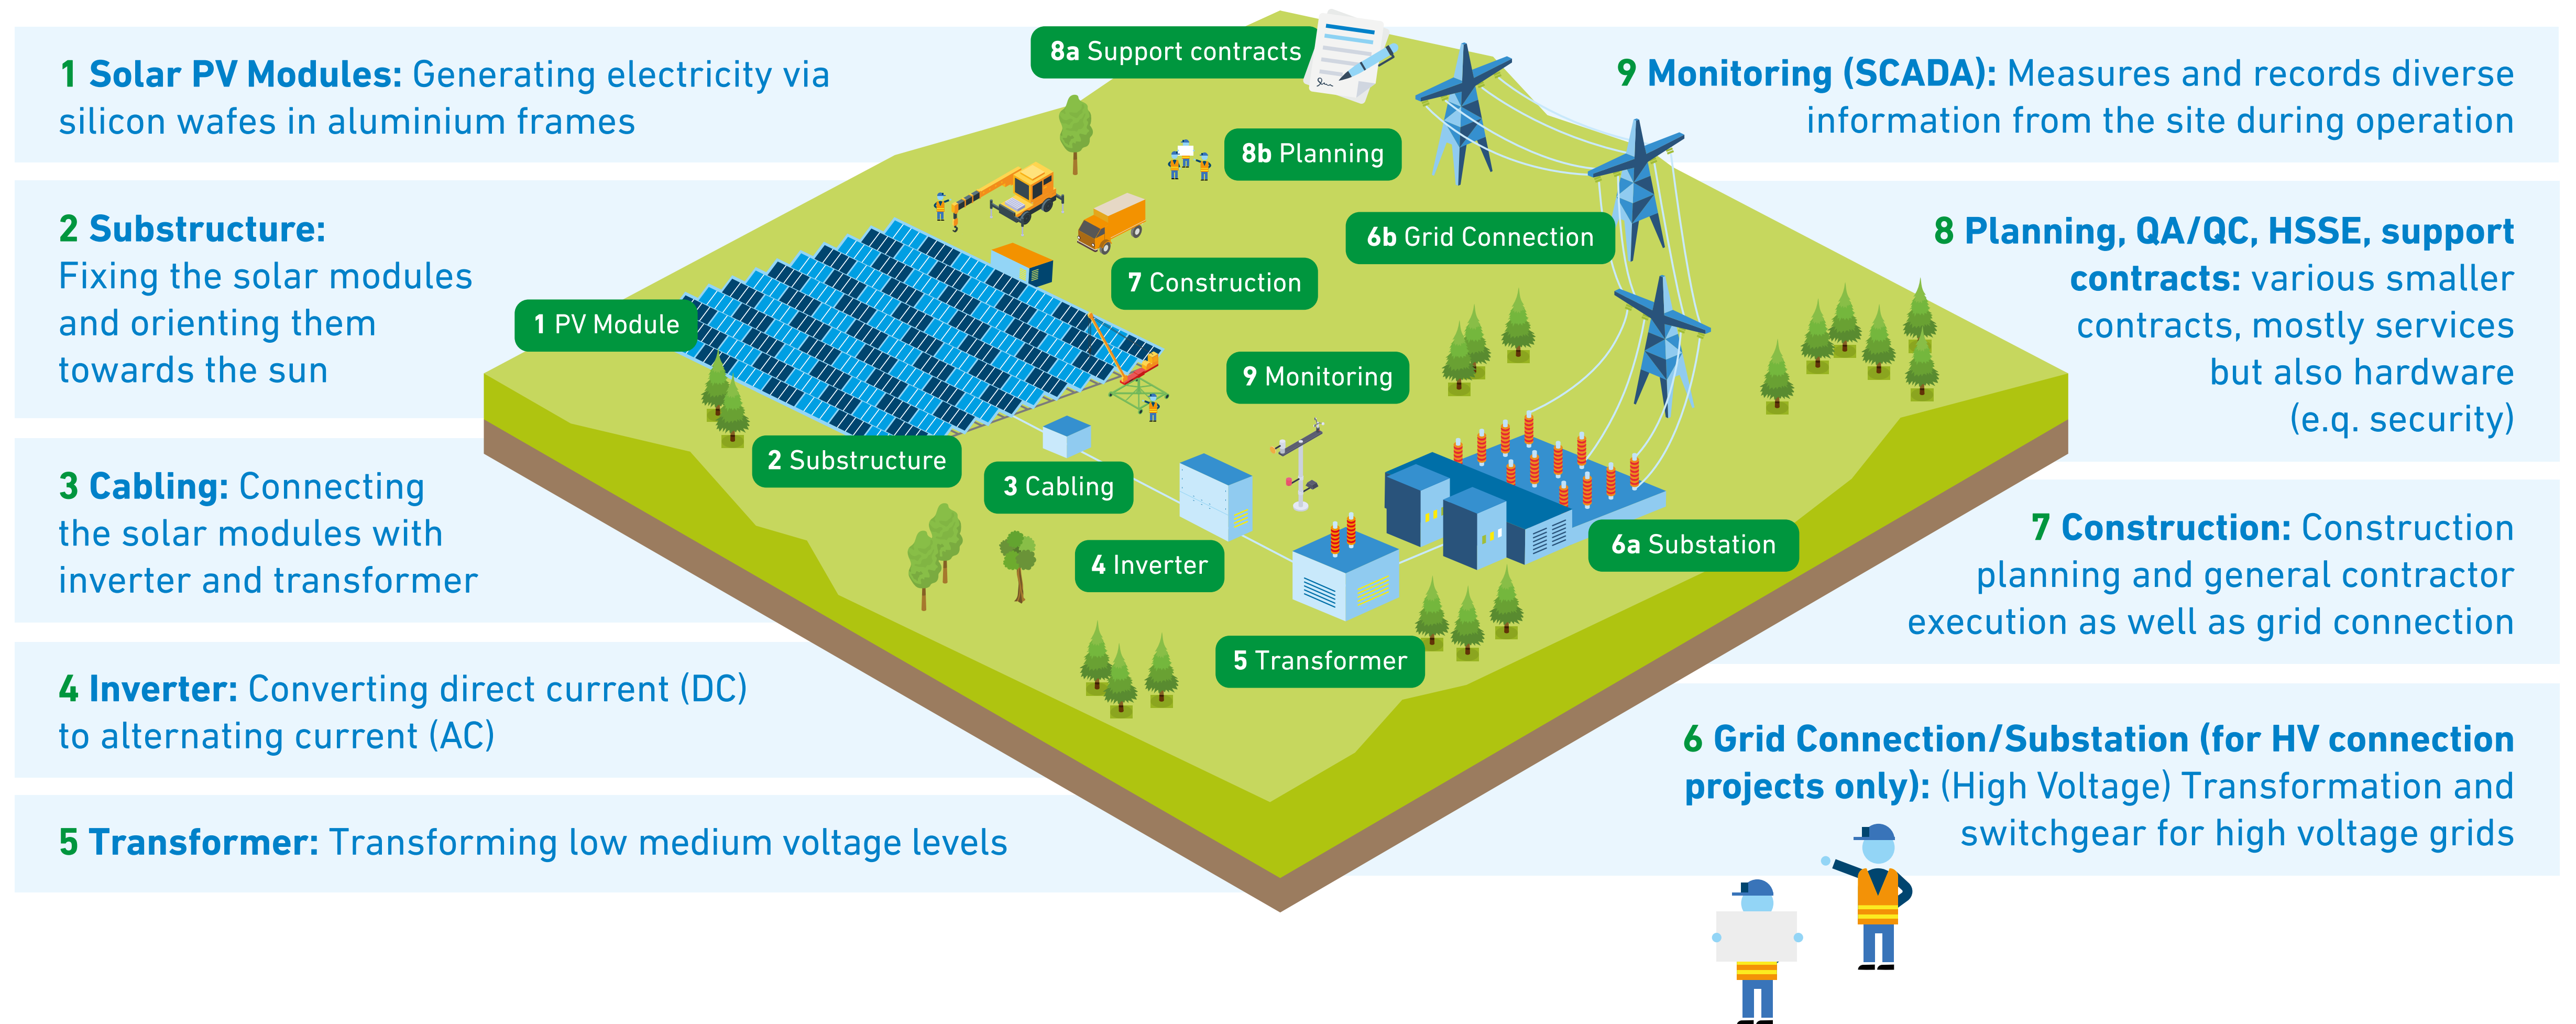 1 Solar PV Modules: Generating electricity via
silicon wafes in aluminium frames
2 Substructure:
Fixing the solar modules
and orienting them
towards the sun
3 Cabling: Connecting
the solar modules with
inverter and transformer
4 Inverter: Converting direct current (DC)
to alternating current (AC)
5 Transformer: Transforming low medium voltage levels
8a Support contracts
8b Planning
6b Grid Connection
7 Construction
1 PV Module
9 Monitoring
2 Substructure
3 Cabling
4 Inverter
6a Substation
5 Transformer
9 Monitoring (SCADA): Measures and records diverse
information from the site during operation
8 Planning, QA/QC, HSSE, support
contracts: various smaller
contracts, mostly services
but also hardware
(e.q. security)
7 Construction: Construction
planning and general contractor
execution as well as grid connection
6 Grid Connection/Substation (for HV connection
projects only): (High Voltage) Transformation and
switchgear for high voltage grids